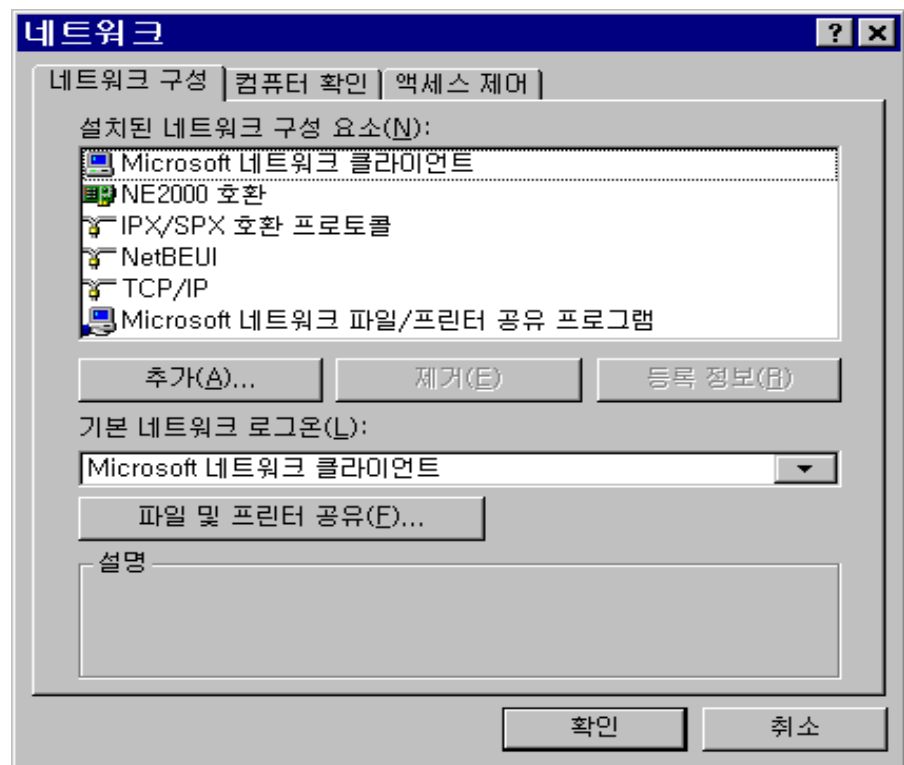 네트워크
네트워크 구성 컴퓨터 확인 액세스 제어
설치된 네트워크 구성 요소(N):
Microsoft 네트워크 클라이언트
NE2000 호환
IPX/SPX 호환 프로토콜
NetBEUI
TCP/IP
Microsoft 네트워크 파일/프린터 공유 프로그램
추가(A)... 제거(E) 등록 정보(R)
기본 네트워크 로그온(L):
Microsoft 네트워크 클라이언트
파일 및 프린터 공유(F)...
설명
확인 취소